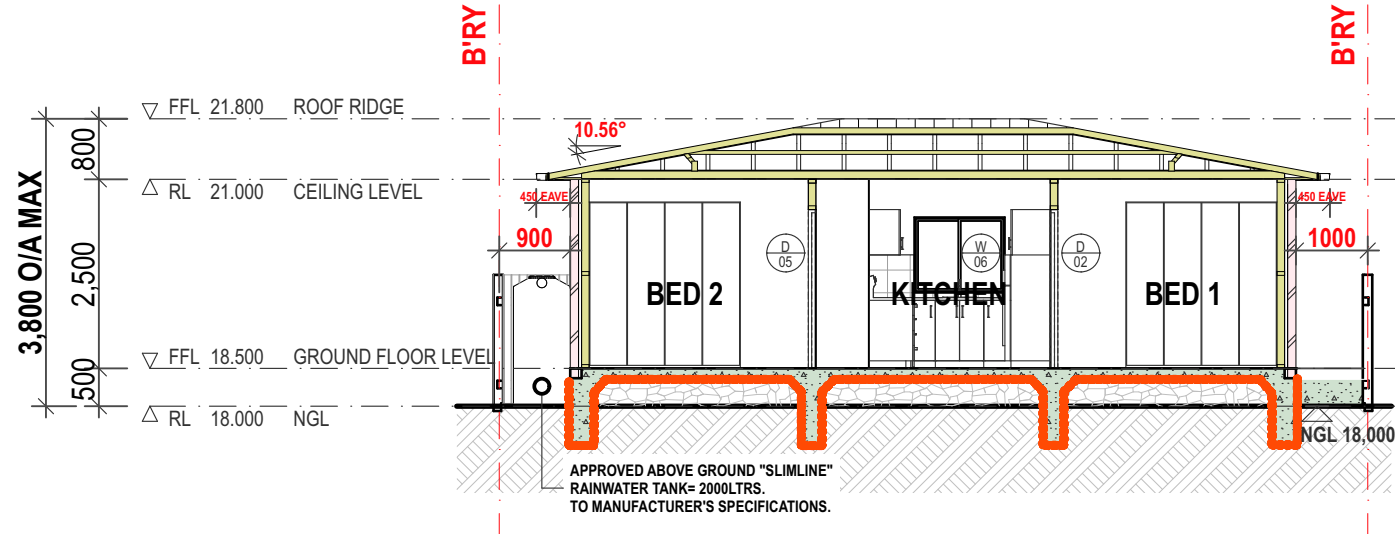 B'RY
B'RY
FFL 21.800 ROOF RIDGE
10.56°
800
RL 21.000 CEILING LEVEL
450 EAVE
450 EAVE
900
1000
3,800 O/A MAX
2,500
D
05
W
06
D
02
BED 2
KITCHEN
BED 1
FFL 18.500 GROUND FLOOR LEVEL
500
RL 18.000 NGL
NGL 18,000
APPROVED ABOVE GROUND "SLIMLINE"
RAINWATER TANK= 2000LTRS.
TO MANUFACTURER'S SPECIFICATIONS.